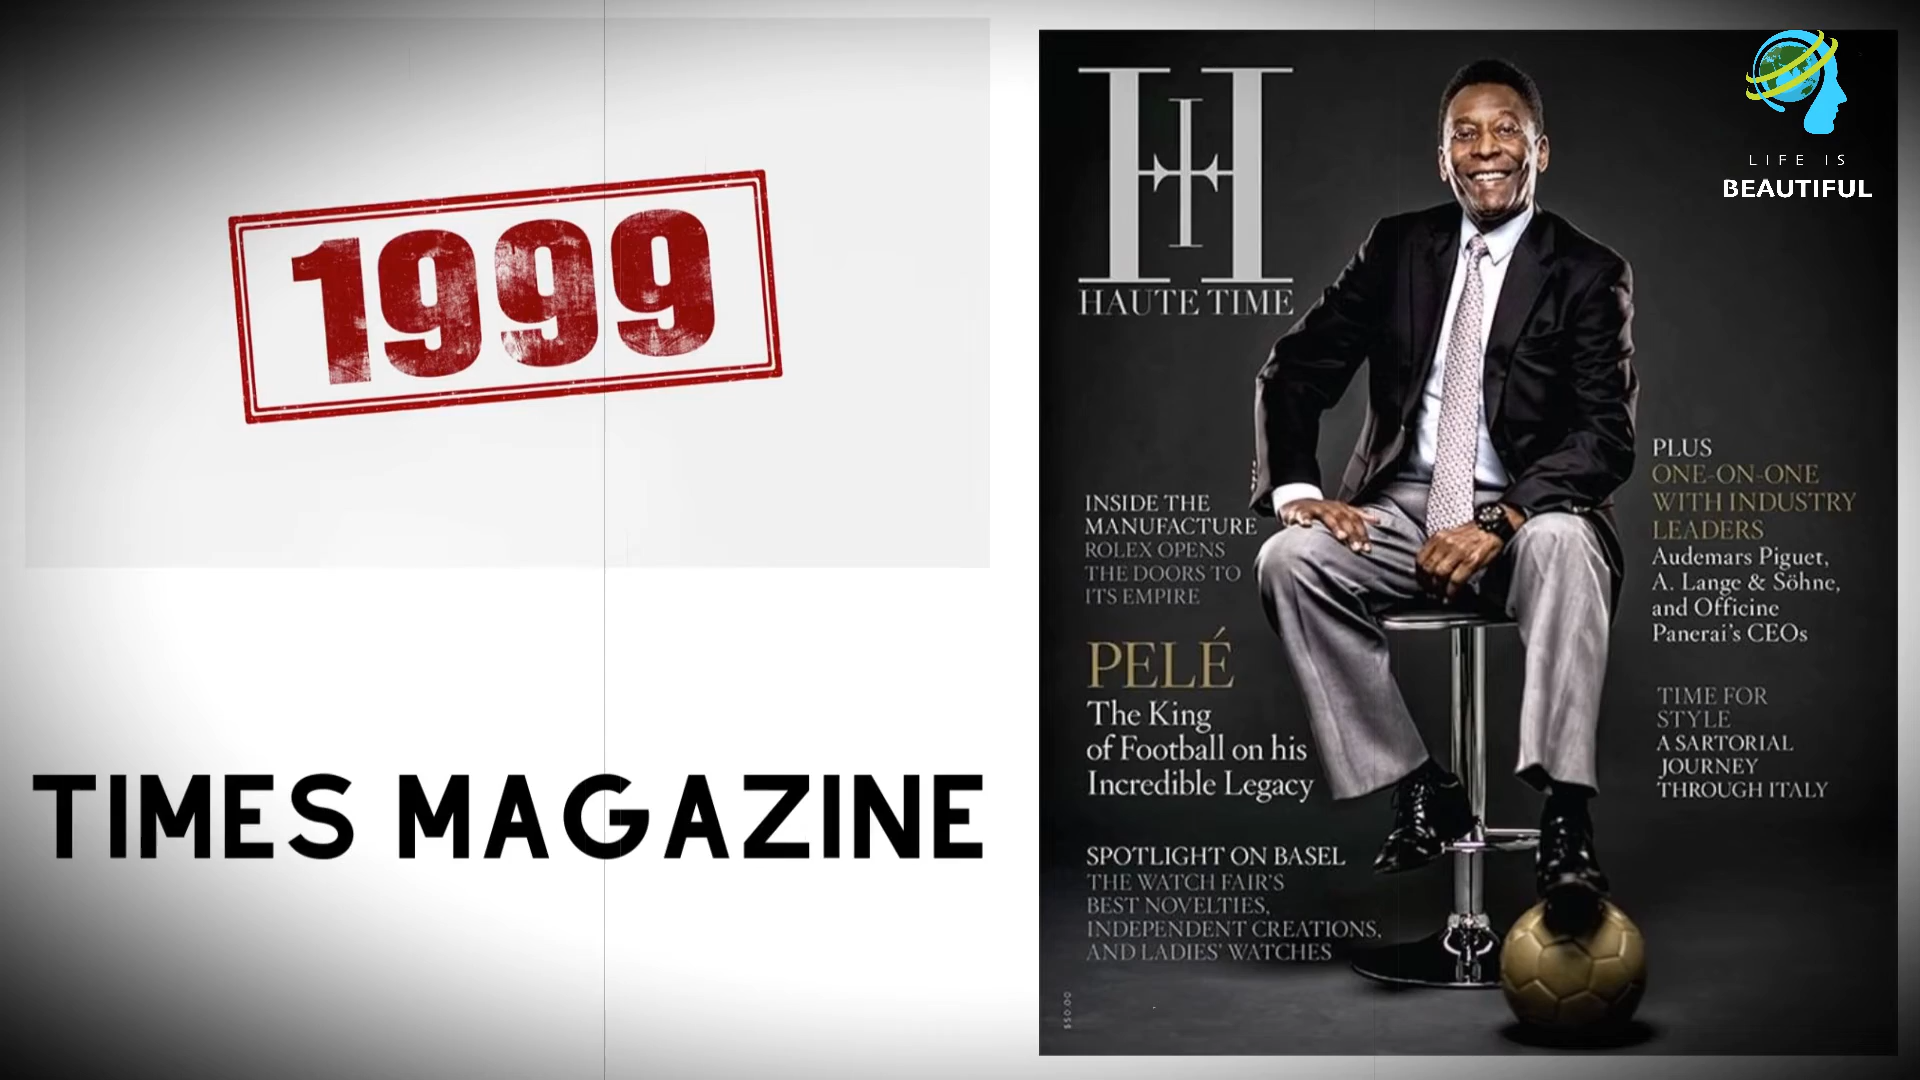 1999
TIMES MAGAZINE
H
HAUTE TIME
INSIDE THE
MANUFACTURE
ROLEX OPENS
THE DOORS TO
ITS EMPIRE
PELÉ
The King
of Football on his
Incredible Legacy
SPOTLIGHT ON BASEL
THE WATCH FAIR'S
BEST NOVELTIES,
INDEPENDENT CREATIONS,
AND LADIES' WATCHES
$50.00
LIFE IS
BEAUTIFUL
PLUS
ONE-ON-ONE
WITH INDUSTRY
LEADERS
Audemars Piguet,
A. Lange & Söhne,
and Officine
Panerai's CEOs
TIME FOR
STYLE
A SARTORIAL
JOURNEY
THROUGH ITALY